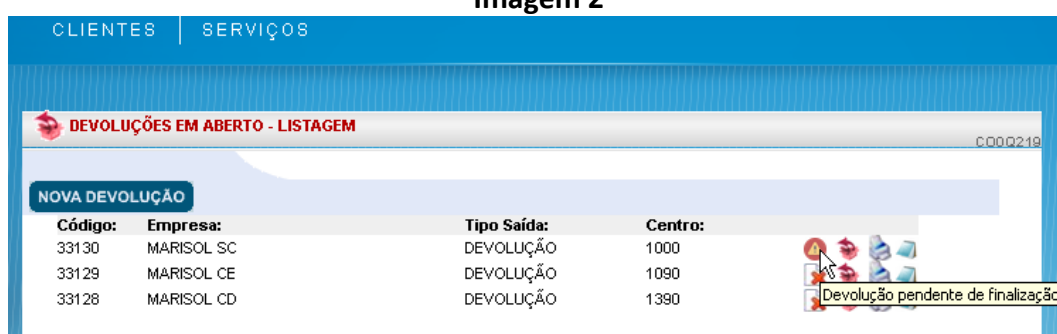 Imagem 2
CLIENTES | SERVIÇOS
DEVOLUÇÕES EM ABERTO - LISTAGEM
COOQ219
NOVA DEVOLUÇÃO
Código: Empresa: Tipo Saída: Centro:
33130 MARISOL SC DEVOLUÇÃO 1000
33129 MARISOL CE DEVOLUÇÃO 1090
33128 MARISOL CD DEVOLUÇÃO 1390
Devolução pendente de finalização